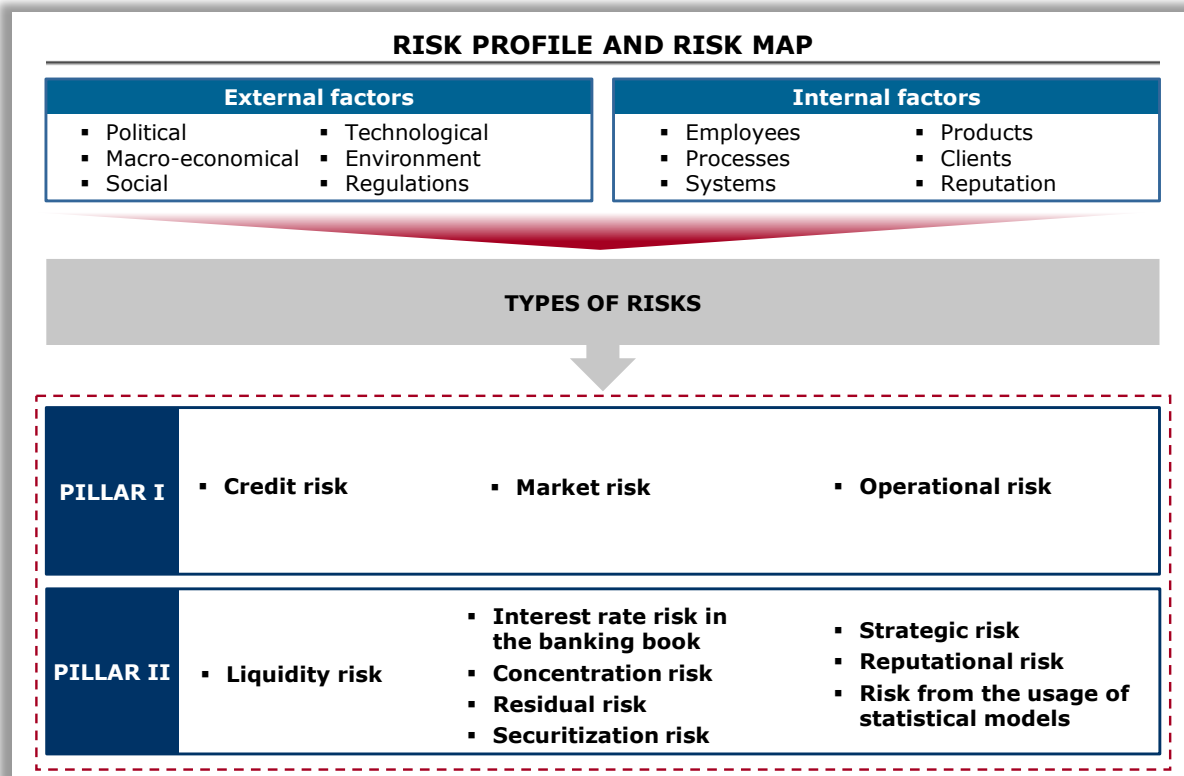 RISK PROFILE AND RISK MAP
External factors
▪ Political
▪ Macro-economical
▪ Social
▪ Technological
▪ Environment
▪ Regulations
Internal factors
▪ Employees
▪ Processes
▪ Systems
▪ Products
▪ Clients
▪ Reputation
TYPES OF RISKS
PILLAR I
▪ Credit risk
▪ Market risk
▪ Operational risk
PILLAR II
▪ Liquidity risk
▪ Interest rate risk in
the banking book
▪ Concentration risk
▪ Residual risk
▪ Securitization risk
▪ Strategic risk
▪ Reputational risk
▪ Risk from the usage of
statistical models